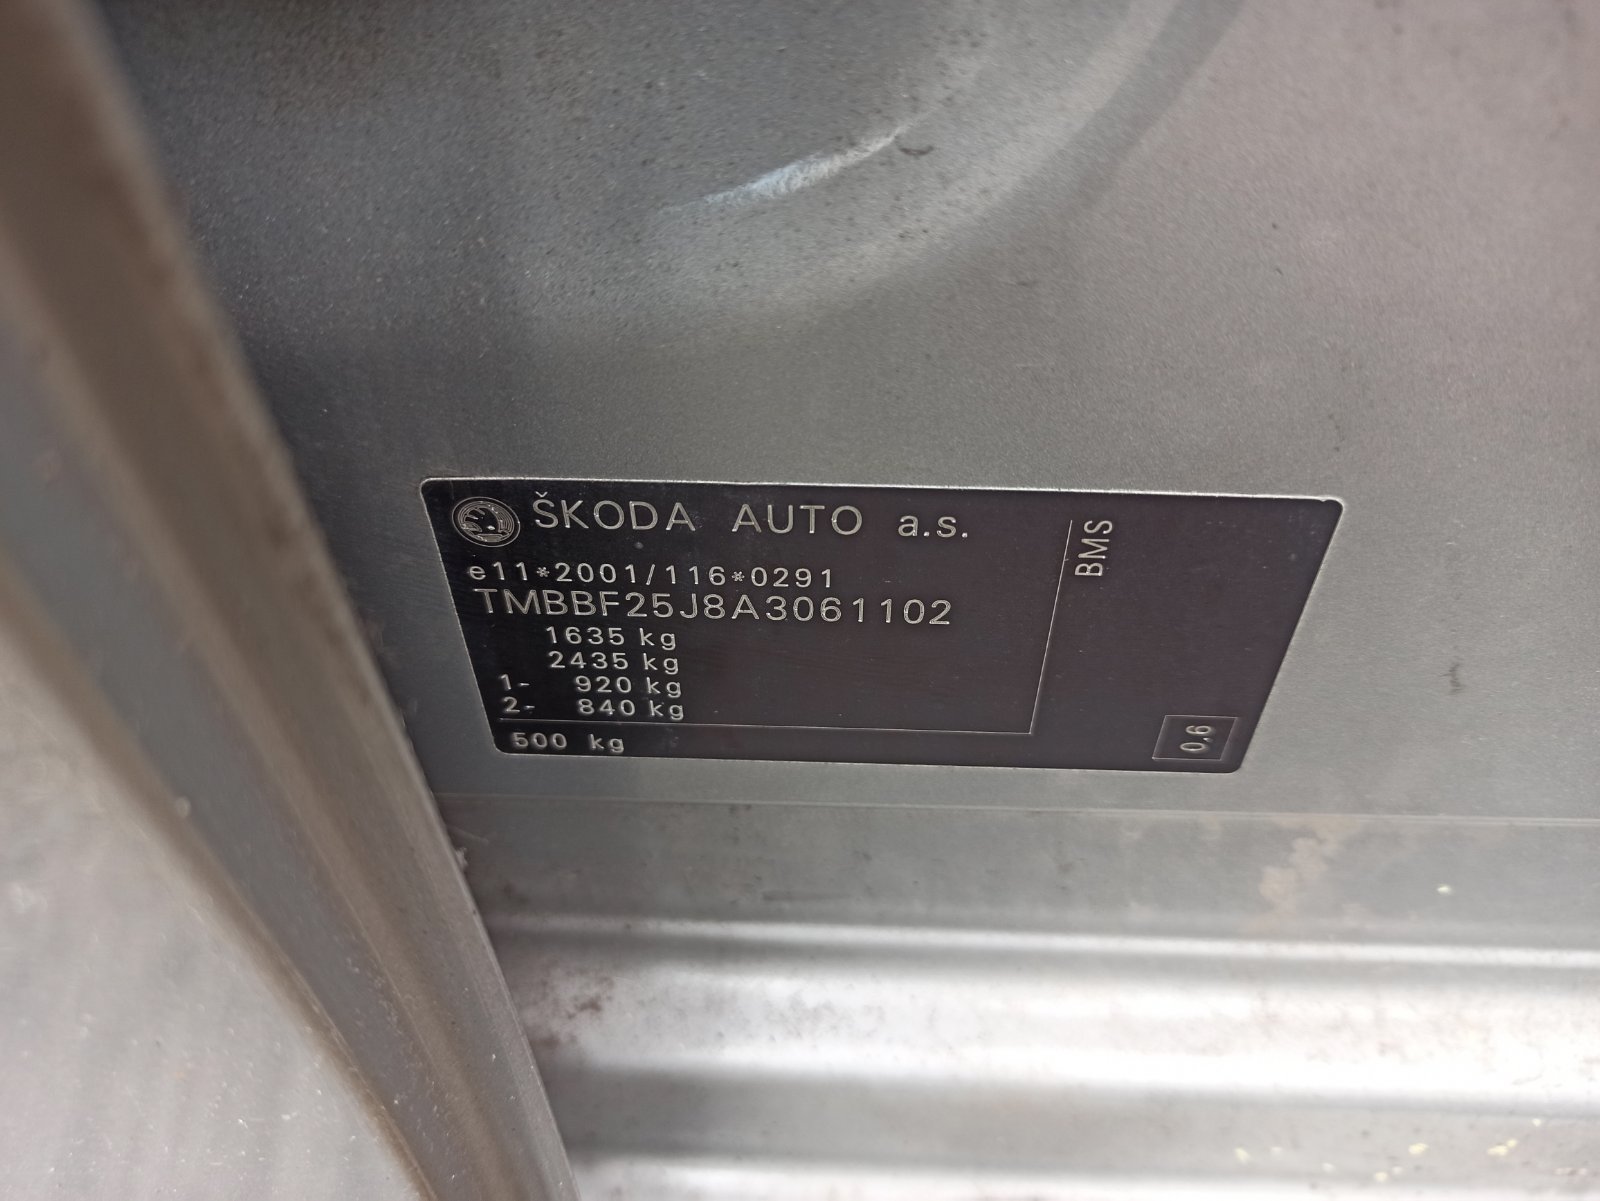 ŠKODA AUTO a.s.
e11*2001/116*0291
TMBBF25J8A3061102
1635 kg
2435 kg
1- 920 kg
2- 840 kg
500 kg
BMS
0.6